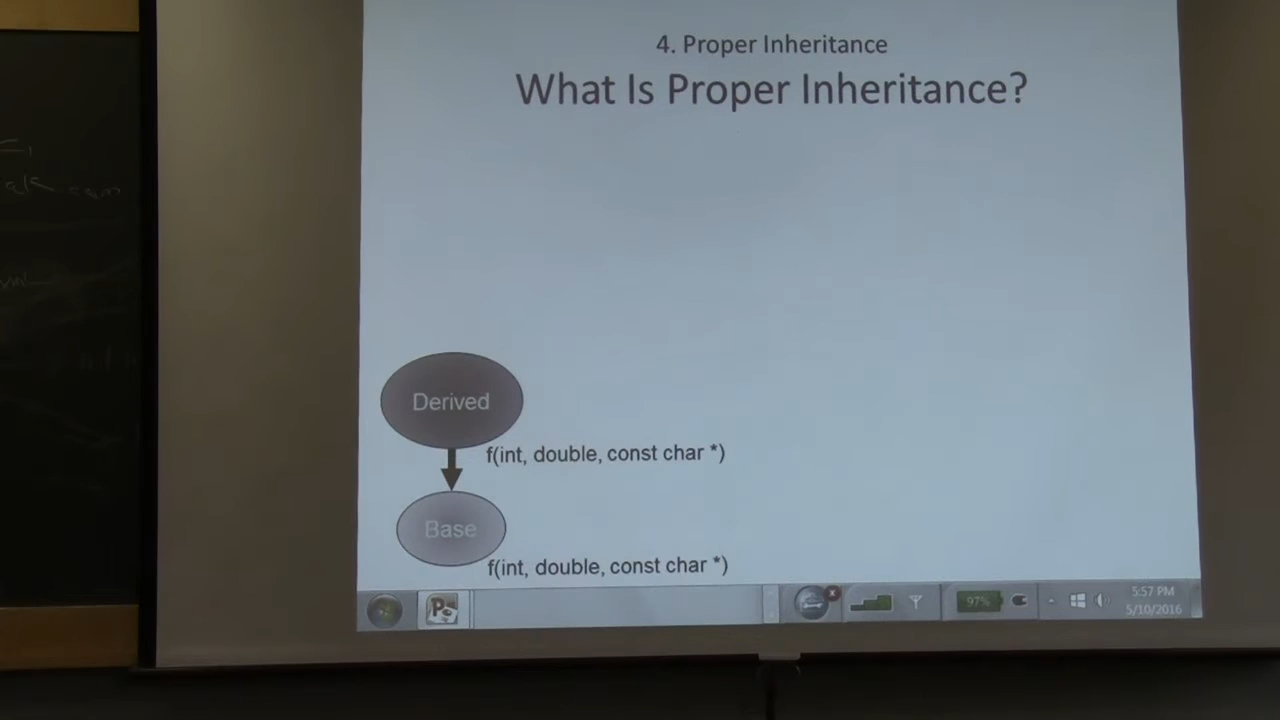 4. Proper Inheritance
What Is Proper Inheritance?
Derived
f(int, double, const char *)
Base
f(int, double, const char *)
97%
5:57 PM
5/10/2016